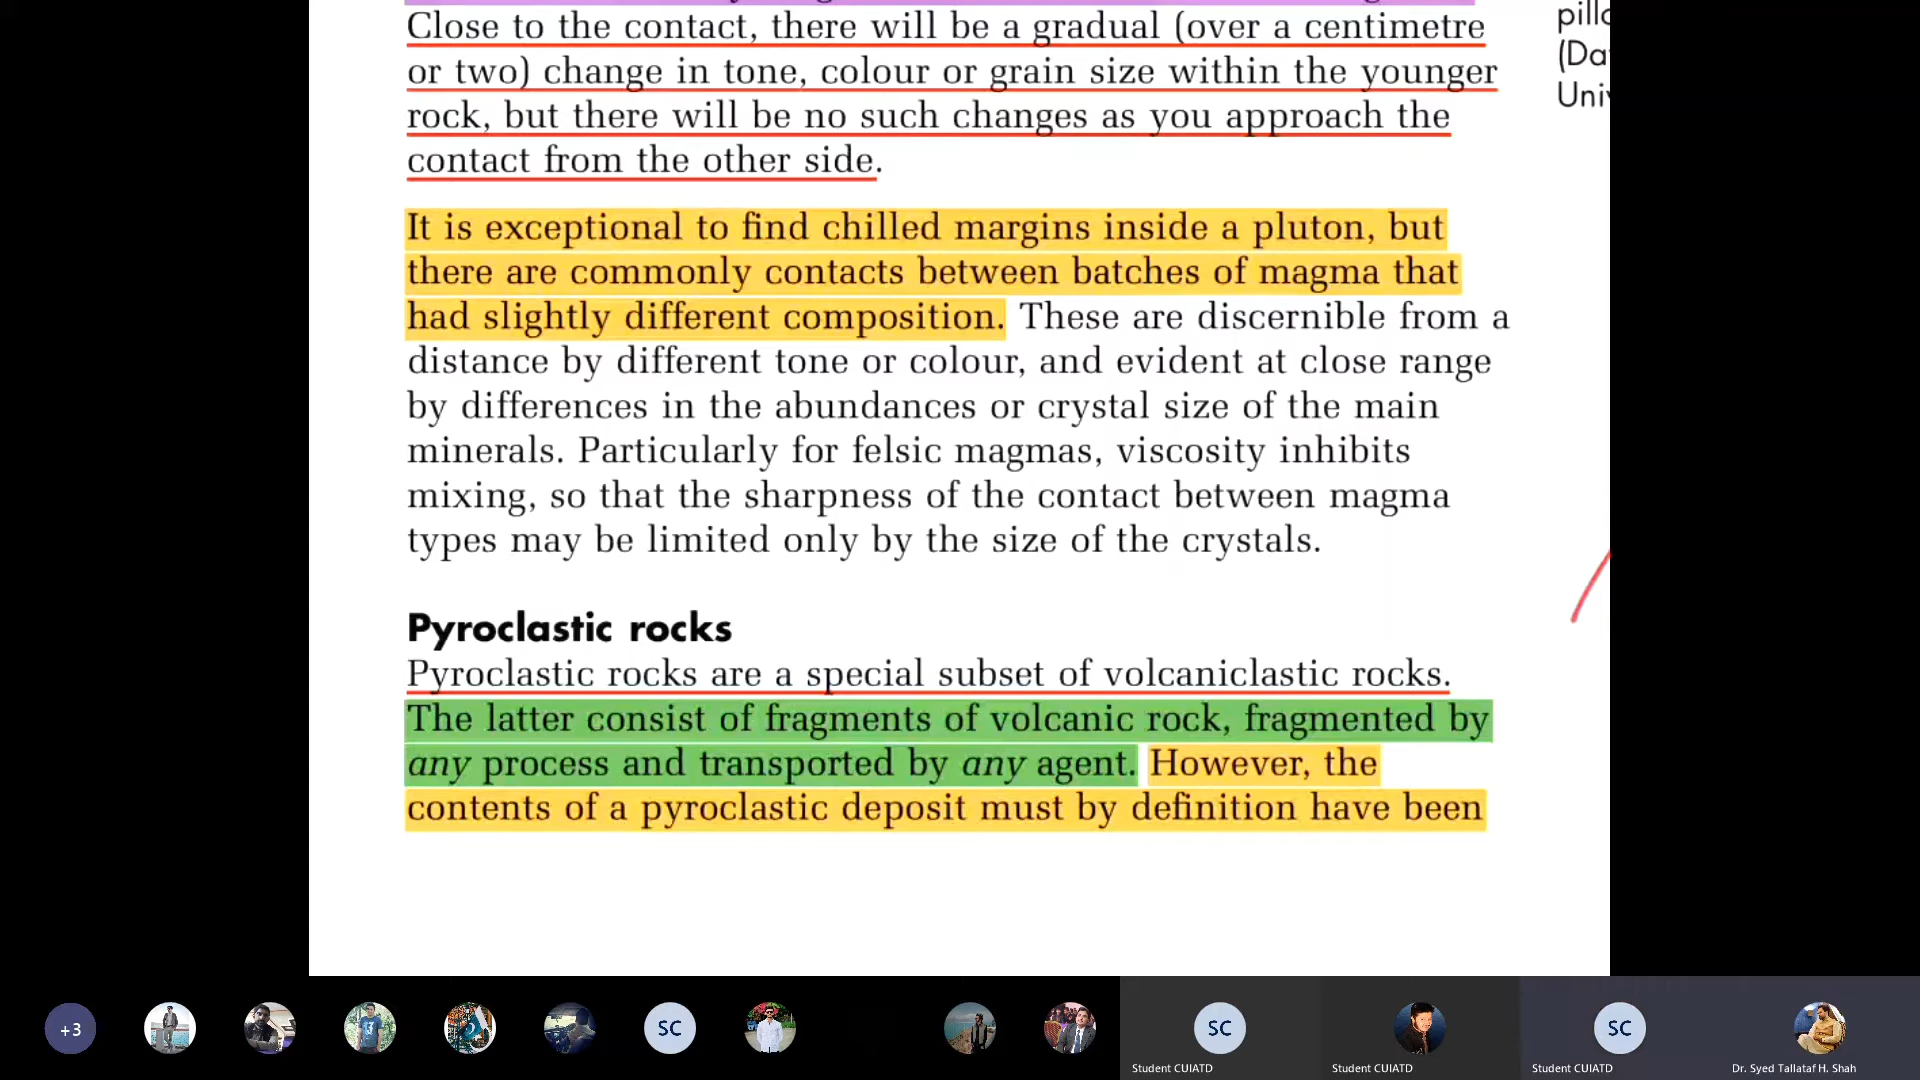 Close to the contact, there will be a gradual (over a centimetre
or two) change in tone, colour or grain size within the younger
rock, but there will be no such changes as you approach the
contact from the other side.
It is exceptional to find chilled margins inside a pluton, but
there are commonly contacts between batches of magma that
had slightly different composition. These are discernible from a
distance by different tone or colour, and evident at close range
by differences in the abundances or crystal size of the main
minerals. Particularly for felsic magmas, viscosity inhibits
mixing, so that the sharpness of the contact between magma
types may be limited only by the size of the crystals.
Pyroclastic rocks
Pyroclastic rocks are a special subset of volcaniclastic rocks.
The latter consist of fragments of volcanic rock, fragmented by
any process and transported by any agent. However, the
contents of a pyroclastic deposit must by definition have been
(Da
Univ
+3
SC
SC
SC
Student CUIATD
Student CUIATD
Student CUIATD
Dr. Syed Tallataf H. Shah